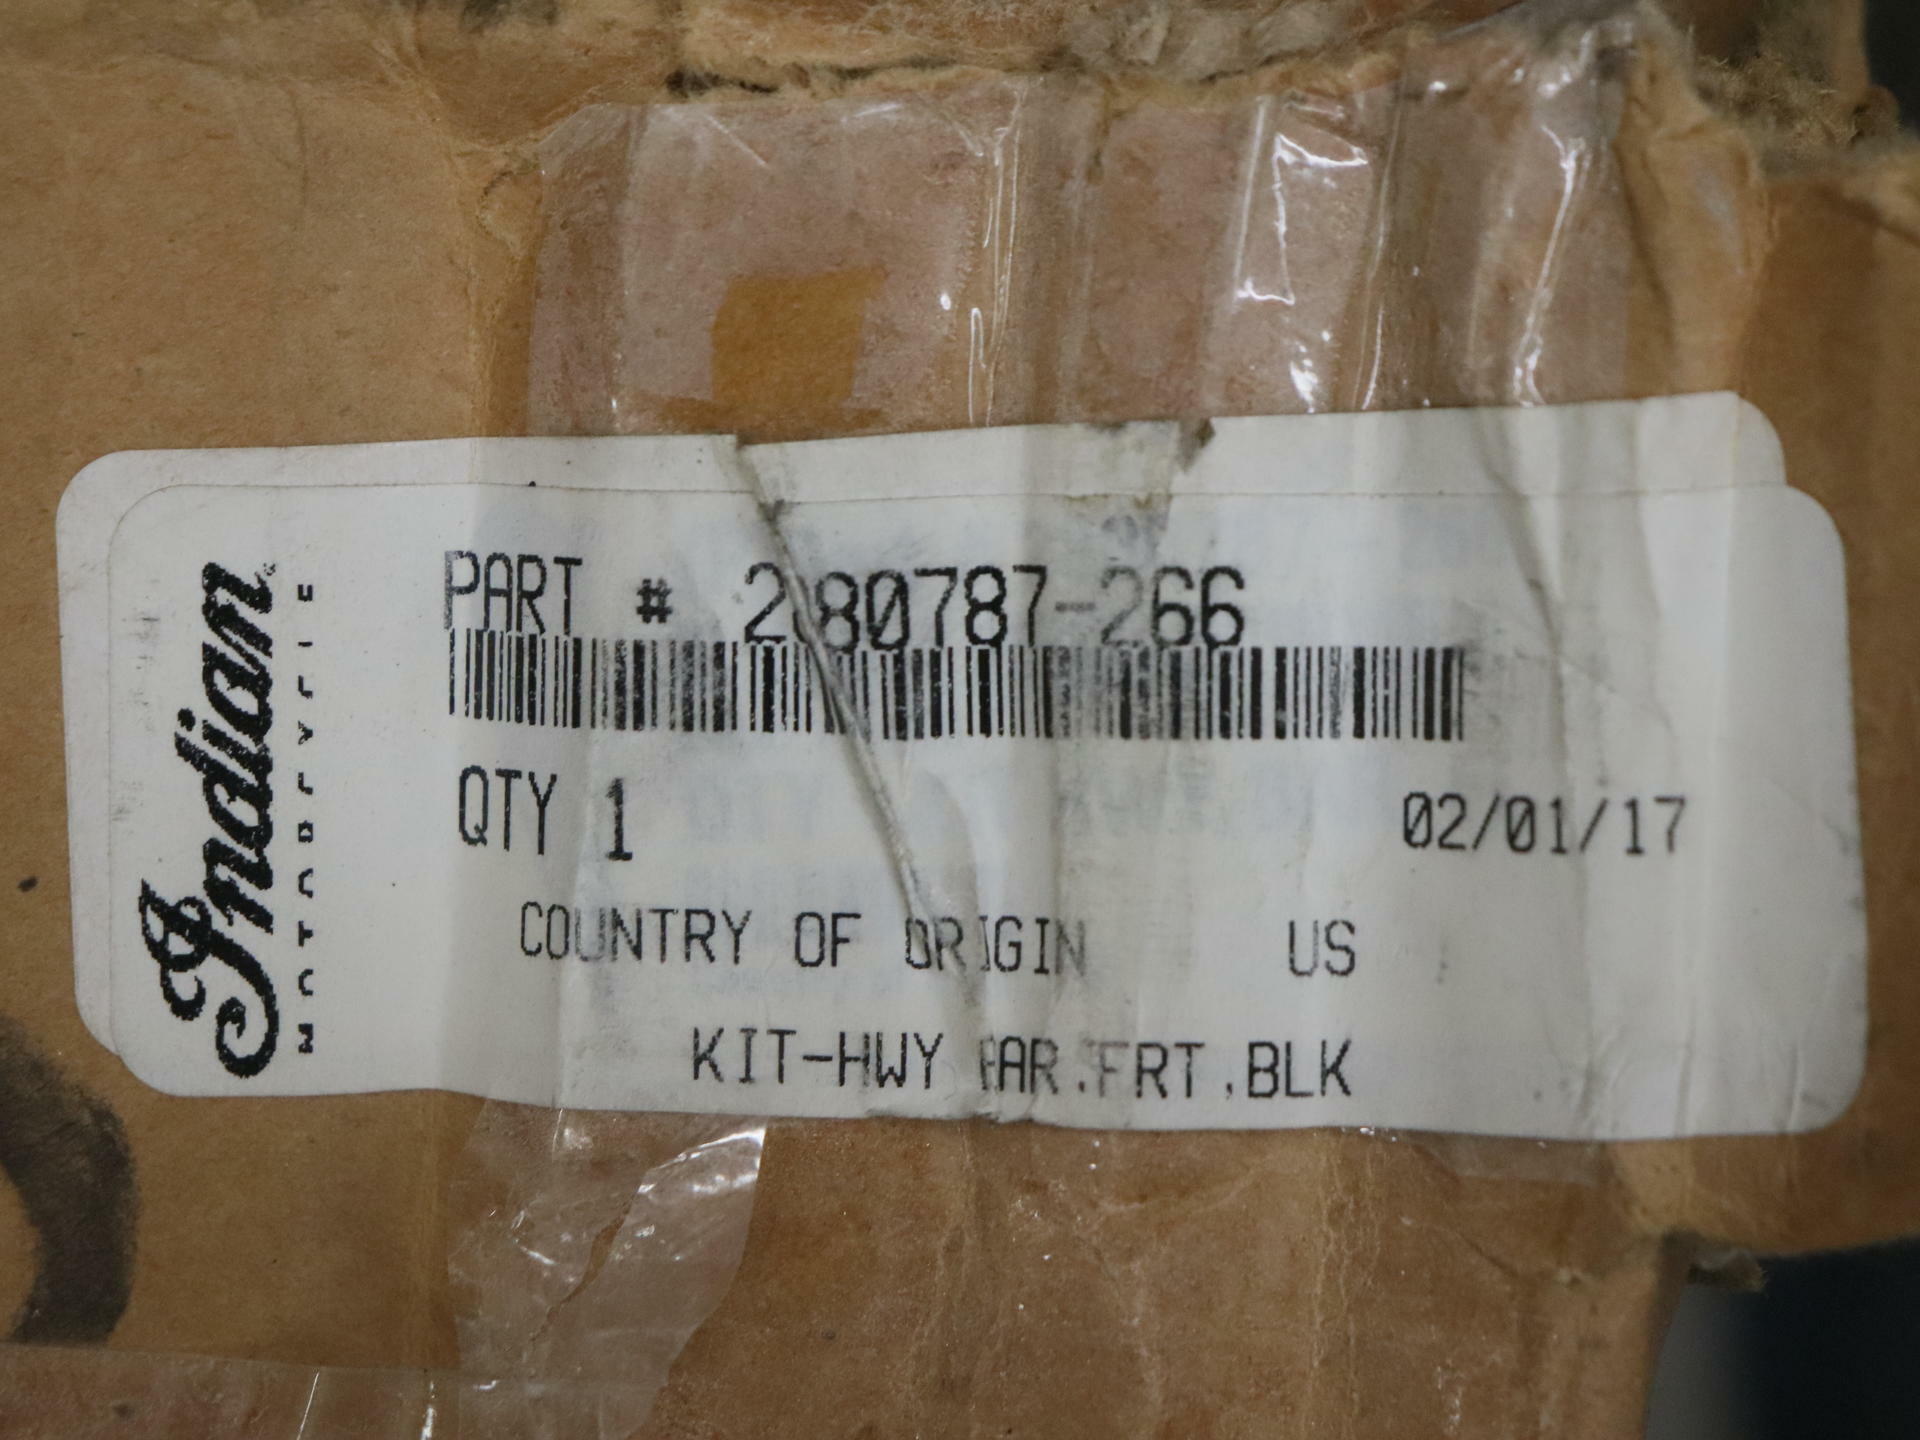 Indian
MOTORCYCLE
PART # 2880787-266
QTY 1
02/01/17
COUNTRY OF ORIGIN US
KIT-HWY BAR,FRT,BLK